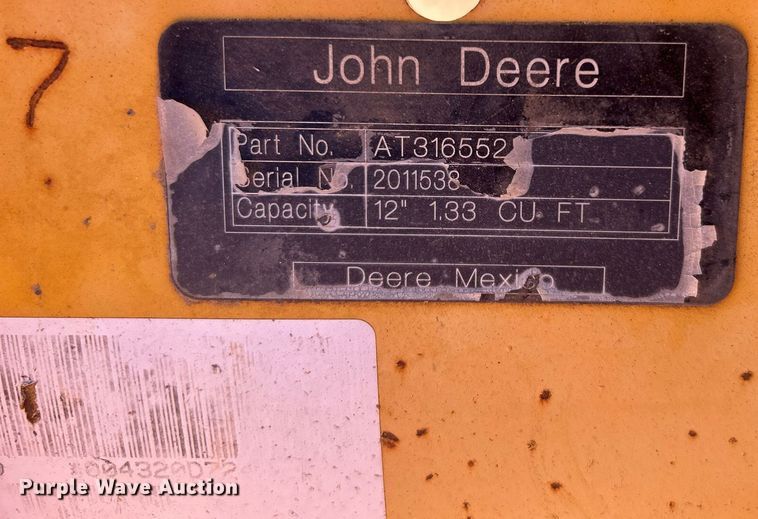 7
John Deere
Part No. AT316552
Serial No. 2011538
Capacity 12" 1.33 CU. FT
Deere Mexico
Purple Wave Auction